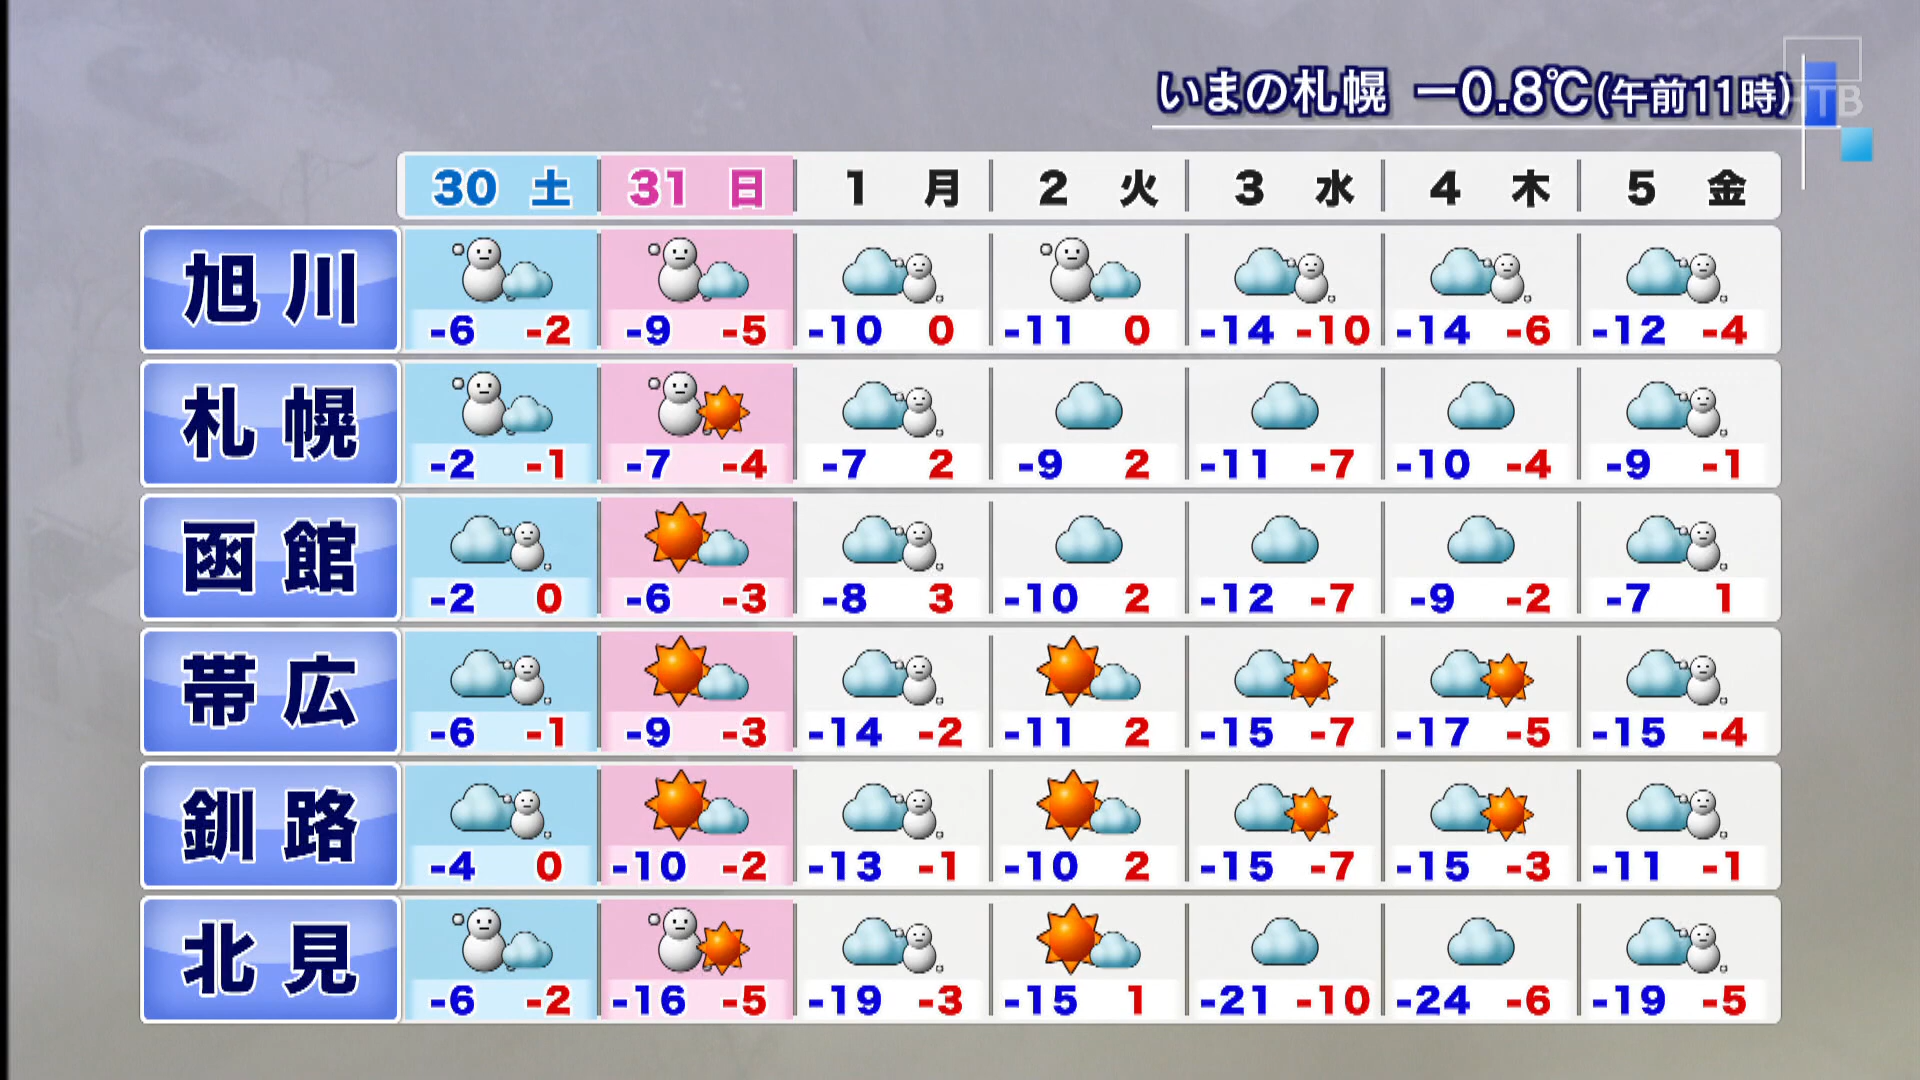 いまの札幌 −0.8℃(午前11時)
HTB
30 土 31 日 1 月 2 火 3 水 4 木 5 金
旭川 -6 -2 -9 -5 -10 0 -11 0 -14 -10 -14 -6 -12 -4
札幌 -2 -1 -7 -4 -7 2 -9 2 -11 -7 -10 -4 -9 -1
函館 -2 0 -6 -3 -8 3 -10 2 -12 -7 -9 -2 -7 1
帯広 -6 -1 -9 -3 -14 -2 -11 2 -15 -7 -17 -5 -15 -4
釧路 -4 0 -10 -2 -13 -1 -10 2 -15 -7 -15 -3 -11 -1
北見 -6 -2 -16 -5 -19 -3 -15 1 -21 -10 -24 -6 -19 -5